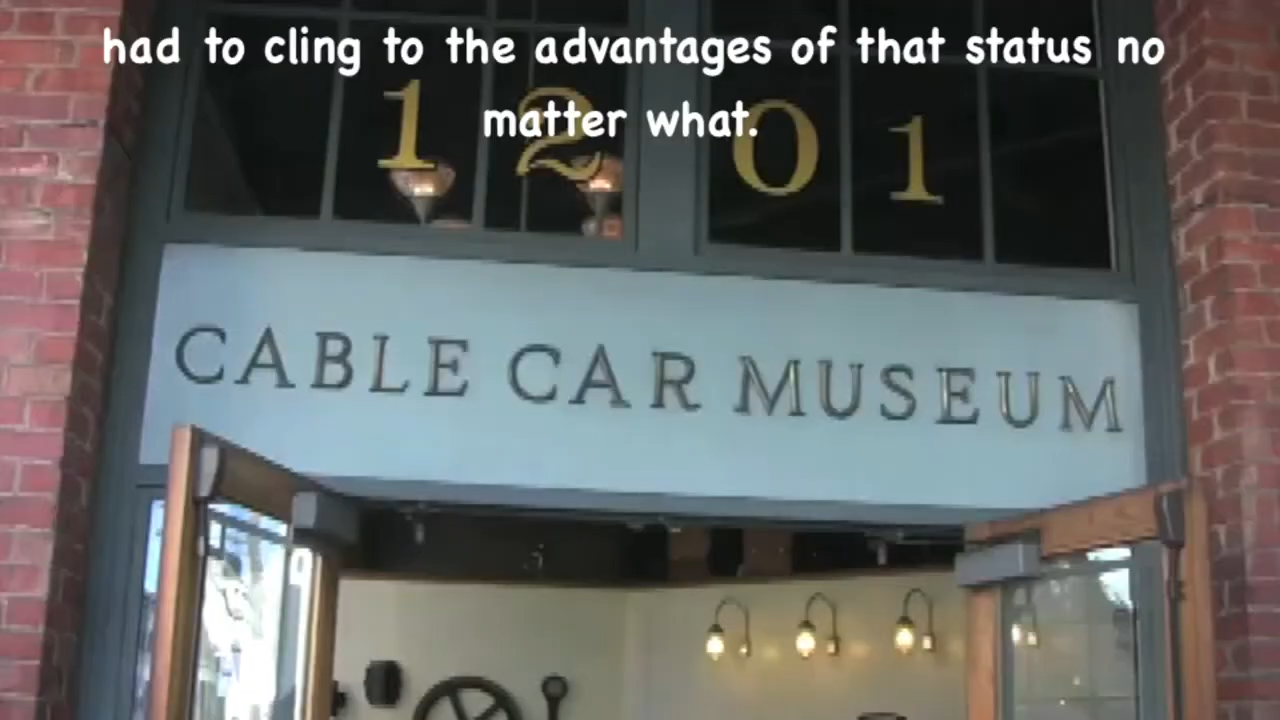 had to cling to the advantages of that status no
matter what.
1201
CABLE CAR MUSEUM